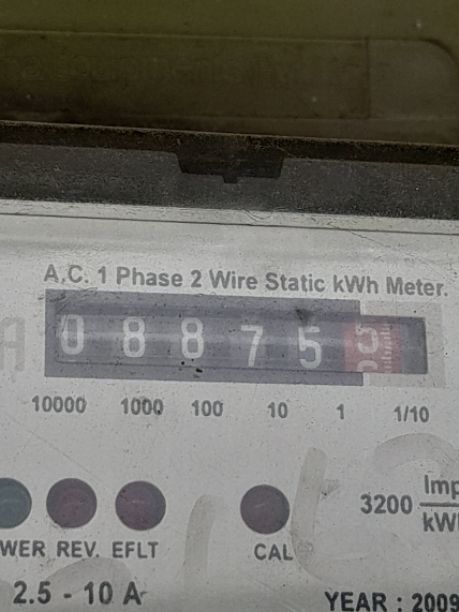 A.C. 1 Phase 2 Wire Static kWh Meter.
0 8 8 7 5 5
10000 1000 100 10 1 1/10
3200 Imp
kW
WER REV. EFLT CAL
2.5 - 10 A
YEAR : 2009